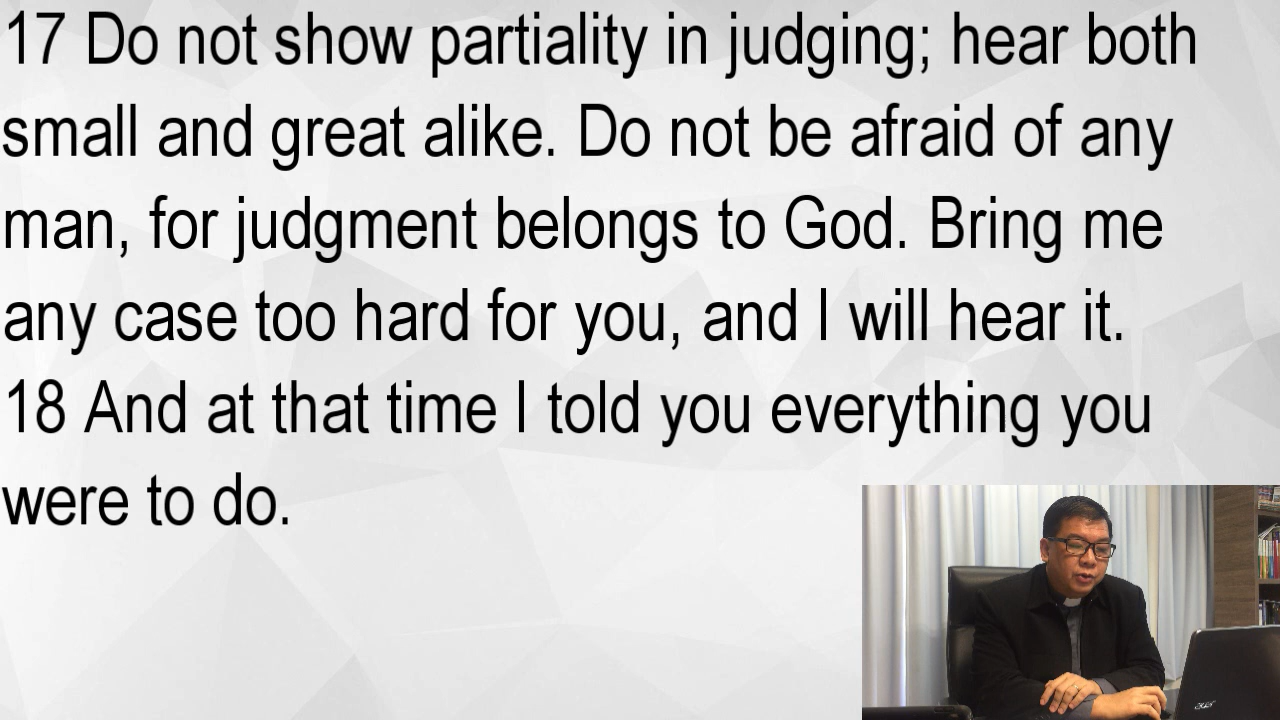 17 Do not show partiality in judging; hear both
small and great alike. Do not be afraid of any
man, for judgment belongs to God. Bring me
any case too hard for you, and I will hear it.
18 And at that time I told you everything you
were to do.